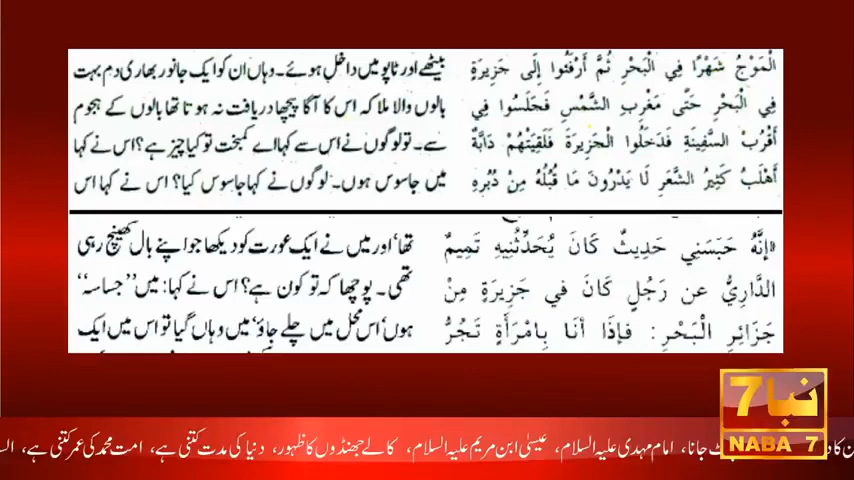 الْمَوْجُ شَهْرًا فِي الْبَحْرِ ثُمَّ أَرْفَئُوا إِلَى جَزِيرَةٍ
فِي الْبَحْرِ حَتَّى مَغْرِبِ الشَّمْسِ فَجَلَسُوا فِي
أَقْرُبِ السَّفِينَةِ فَدَخَلُوا الْجَزِيرَةَ فَلَقِيَتْهُمْ دَابَّةٌ
أَهْلَبُ كَثِيرُ الشَّعَرِ لَا يَدْرُونَ مَا قُبُلُهُ مِنْ دُبُرِهِ
بیٹھے اور ٹاپو میں داخل ہوئے۔ وہاں ان کو ایک جانور بھاری دم بہت
بالوں والا ملا کہ اس کا آگا پیچھا دریافت نہ ہوتا تھا بالوں کے ہجوم
سے۔ تو لوگوں نے اس سے کہا اے کمبخت تو کیا چیز ہے؟ اس نے کہا
میں جاسوس ہوں۔ لوگوں نے کہا جاسوس کیا؟ اس نے کہا اس
«إِنَّهُ حَبَسَنِي حَدِيثٌ كَانَ يُحَدِّثُنِيهِ تَمِيمٌ
الدَّارِيُّ عن رَجُلٍ كَانَ في جَزِيرَةٍ مِنْ
جَزَائِرِ الْبَحْرِ: فإِذَا أنَا بِامْرَأَةٍ تَجُرُّ
تھا' اور میں نے ایک عورت کو دیکھا جو اپنے بال کھینچ رہی
تھی۔ پوچھا کہ تو کون ہے؟ اس نے کہا: میں "جساسہ"
ہوں' اس محل میں چلے جاؤ' میں وہاں گیا تو اس میں ایک
نبا 7
NABA 7
جانا، امام مہدی علیہ السلام، عیسیٰ ابن مریم علیہ السلام، کالے جھنڈوں کا ظہور، دنیا کی مدت کتنی ہے، امت محمد کی عمر کتنی ہے،